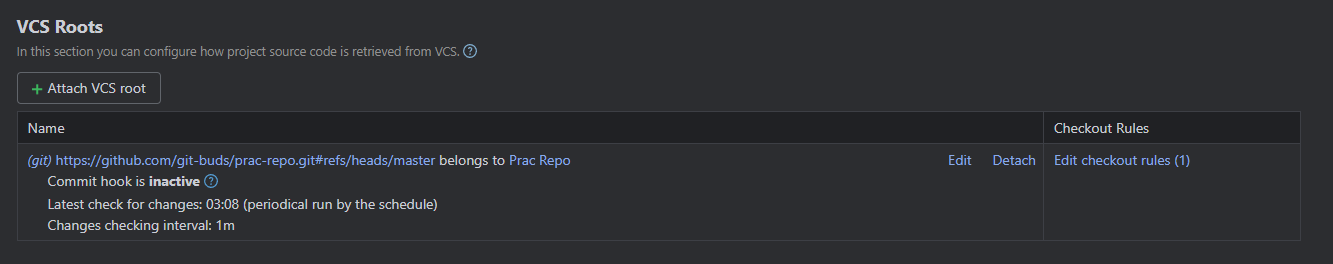 VCS Roots
In this section you can configure how project source code is retrieved from VCS. ?
+ Attach VCS root
Name Checkout Rules
(git) https://github.com/git-buds/prac-repo.git#refs/heads/master belongs to Prac Repo Edit Detach Edit checkout rules (1)
Commit hook is inactive ?
Latest check for changes: 03:08 (periodical run by the schedule)
Changes checking interval: 1m